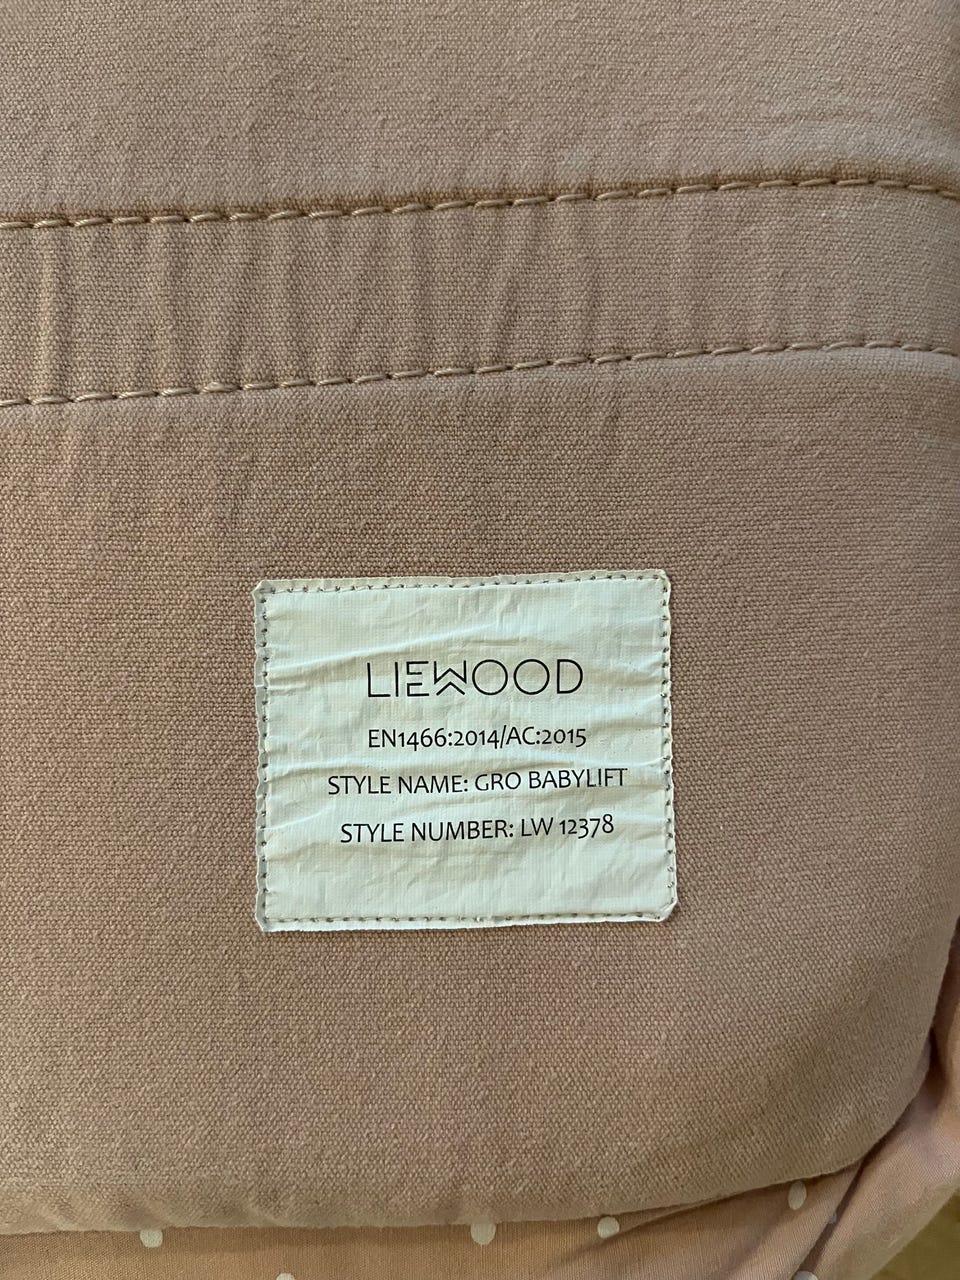 LIEWOOD
EN1466:2014/AC:2015
STYLE NAME: GRO BABYLIFT
STYLE NUMBER: LW 12378